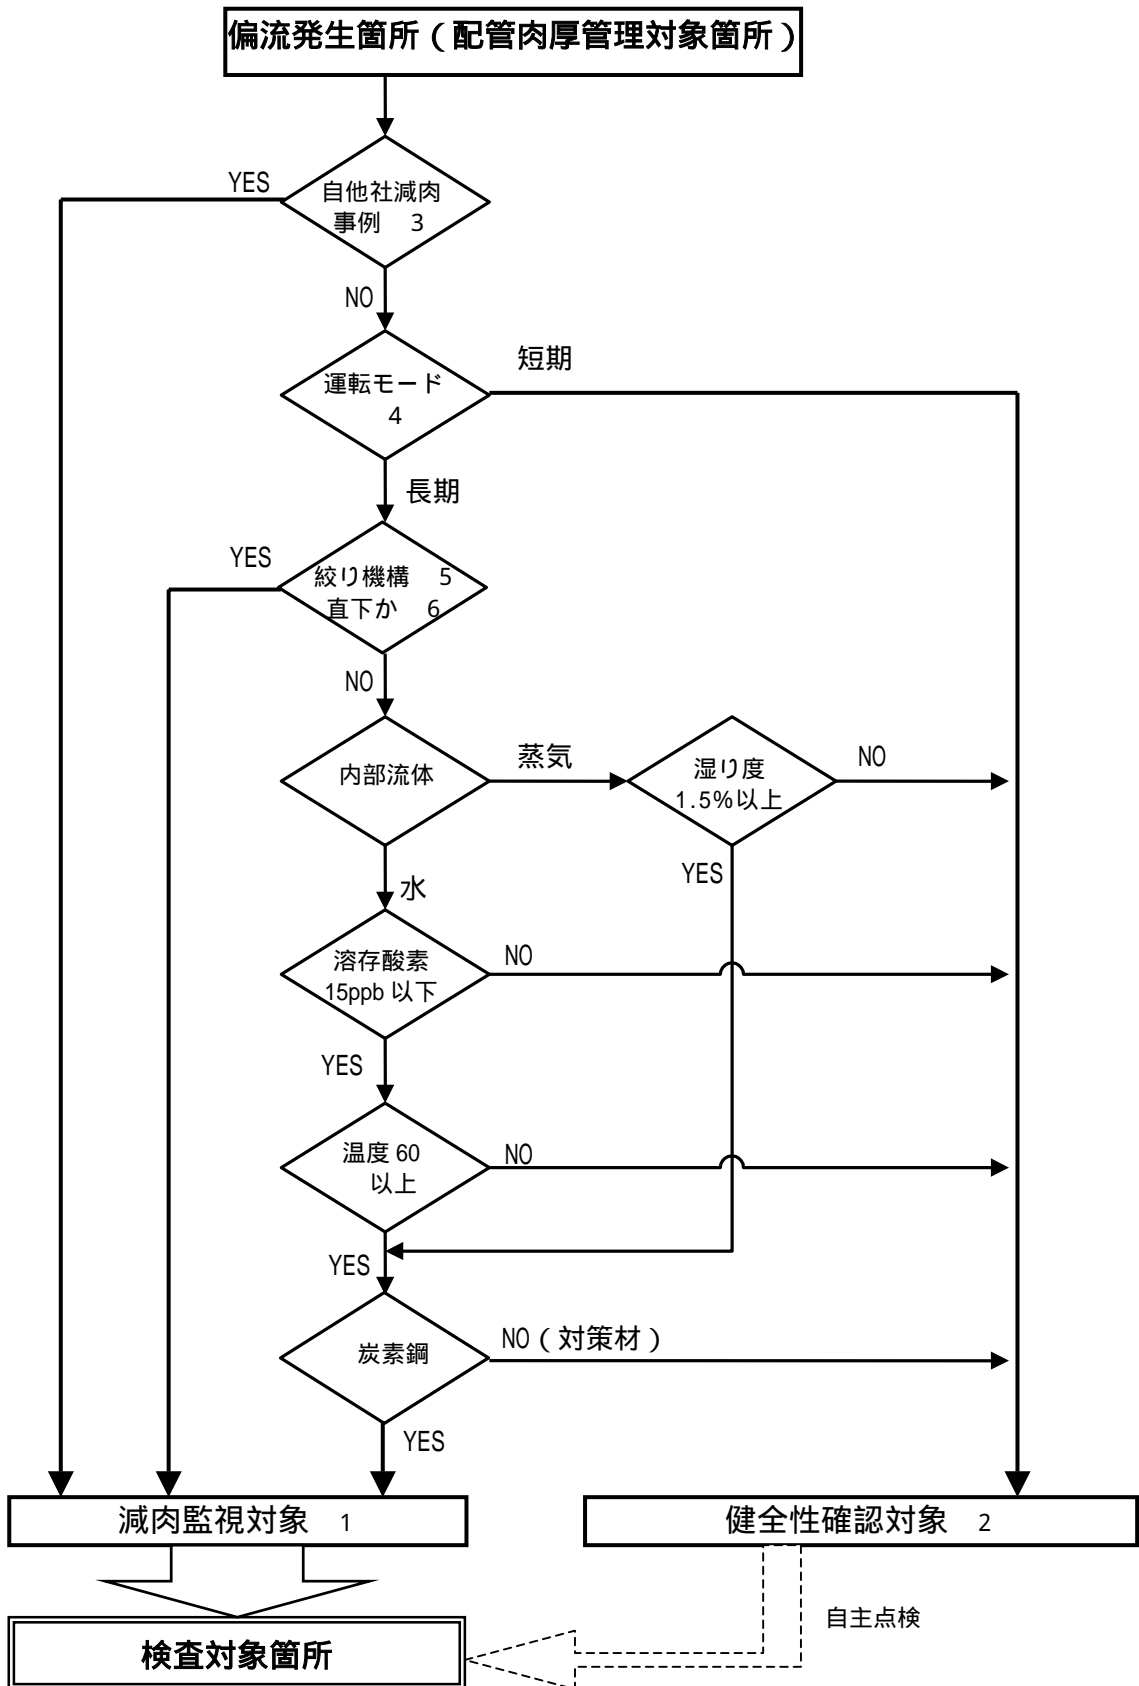 偏流発生箇所（配管肉厚管理対象箇所）
YES
自他社減肉
事例 3
NO
短期
運転モード
4
長期
YES
絞り機構 5
直下か 6
NO
内部流体
蒸気
湿り度
1.5%以上
NO
YES
水
溶存酸素
15ppb 以下
NO
YES
温度 60
以上
NO
YES
炭素鋼
NO（対策材）
YES
減肉監視対象 1
健全性確認対象 2
自主点検
検査対象箇所